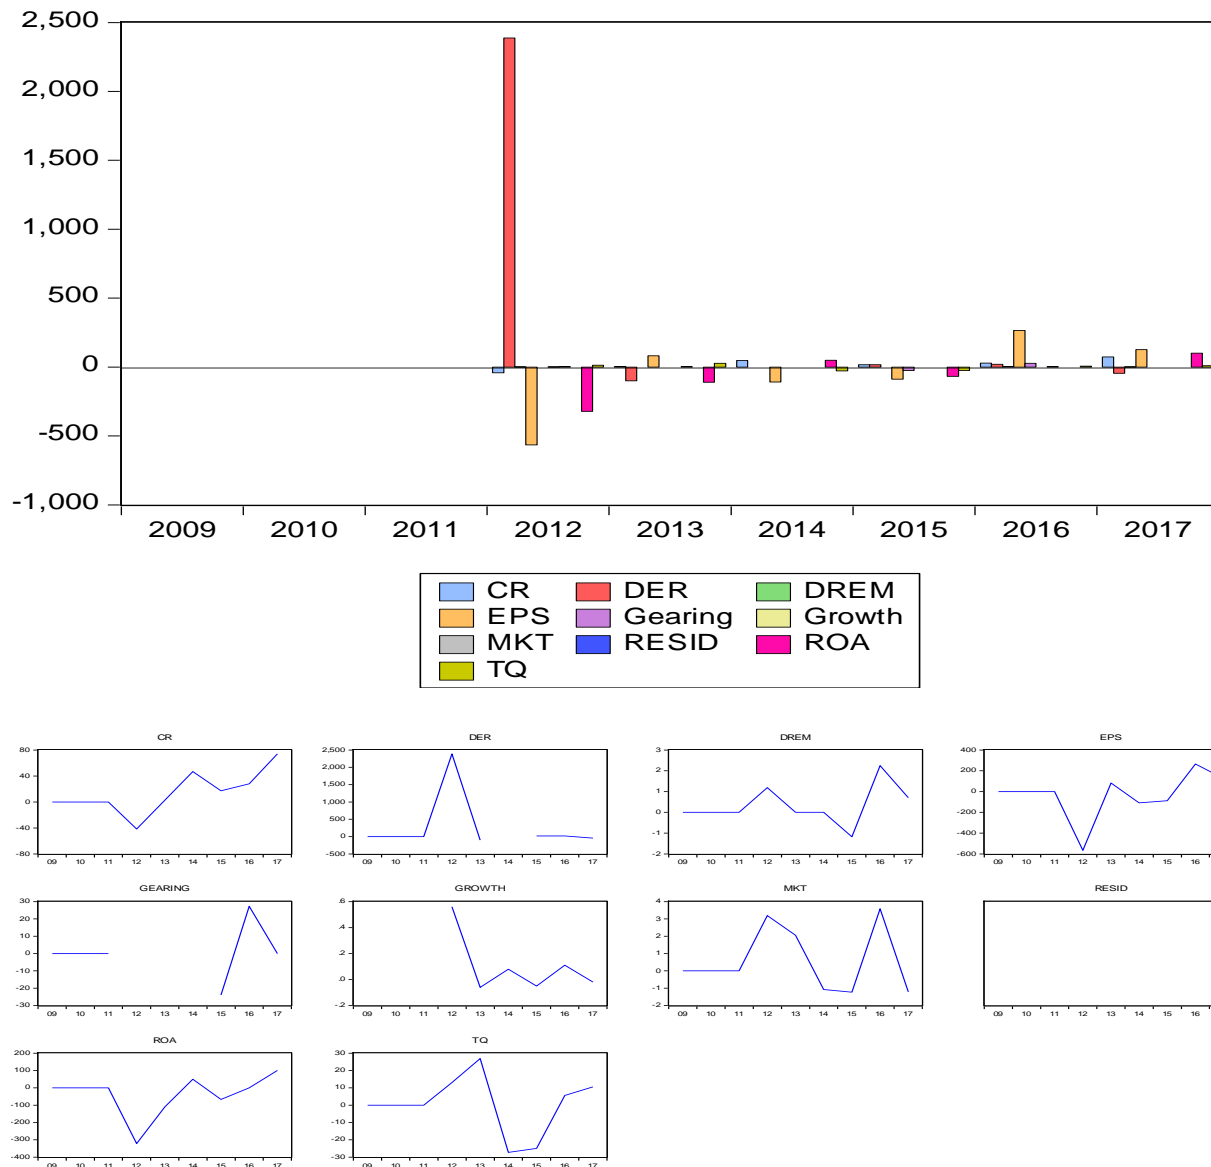 2,500
2,000
1,500
1,000
500
0
-500
-1,000
2009 2010 2011 2012 2013 2014 2015 2016 2017
CR DER DREM
EPS Gearing Growth
MKT RESID ROA
TQ
CR DER DREM EPS
80 2,500 3 400
2,000 2 200
40 1,500 1 0
0 1,000 0 -200
-40 500 -1 -400
0
-80 -500 -2 -600
09 10 11 12 13 14 15 16 17 09 10 11 12 13 14 15 16 17 09 10 11 12 13 14 15 16 17 09 10 11 12 13 14 15 16
GEARING GROWTH MKT RESID
30 .6 4
20 .4 3
10 2
0 .2 1
-10 .0 0
-20 -1
-30 -.2 -2
09 10 11 12 13 14 15 16 17 09 10 11 12 13 14 15 16 17 09 10 11 12 13 14 15 16 17 09 10 11 12 13 14 15 16
ROA TQ
200 30
100 20
0 10
-100 0
-200 -10
-300 -20
-400 -30
09 10 11 12 13 14 15 16 17 09 10 11 12 13 14 15 16 17